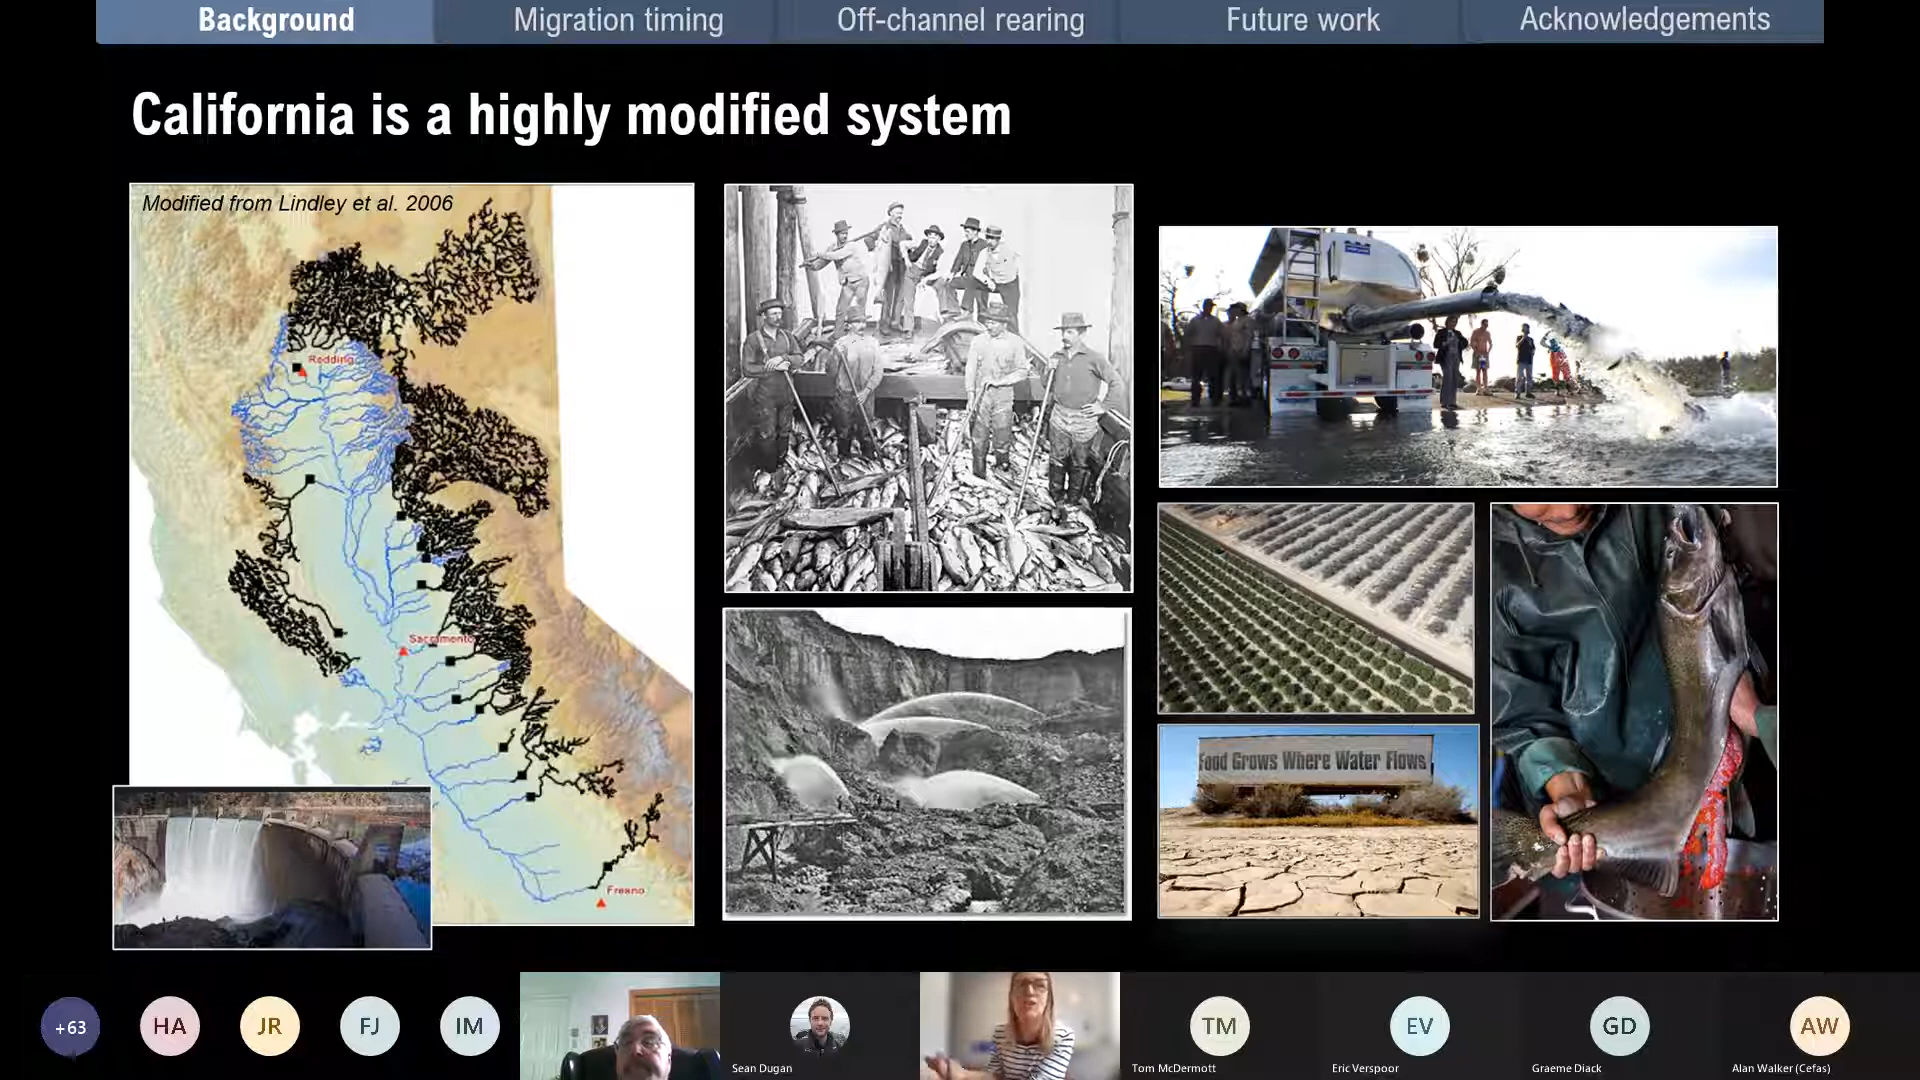 Background
Migration timing
Off-channel rearing
Future work
Acknowledgements
California is a highly modified system
Modified from Lindley et al. 2006
Redding
Sacramento
Fresno
Food Grows Where Water Flows
+63
HA
JR
FJ
IM
Sean Dugan
TM
Tom McDermott
EV
Eric Verspoor
GD
Graeme Diack
AW
Alan Walker (Cefas)